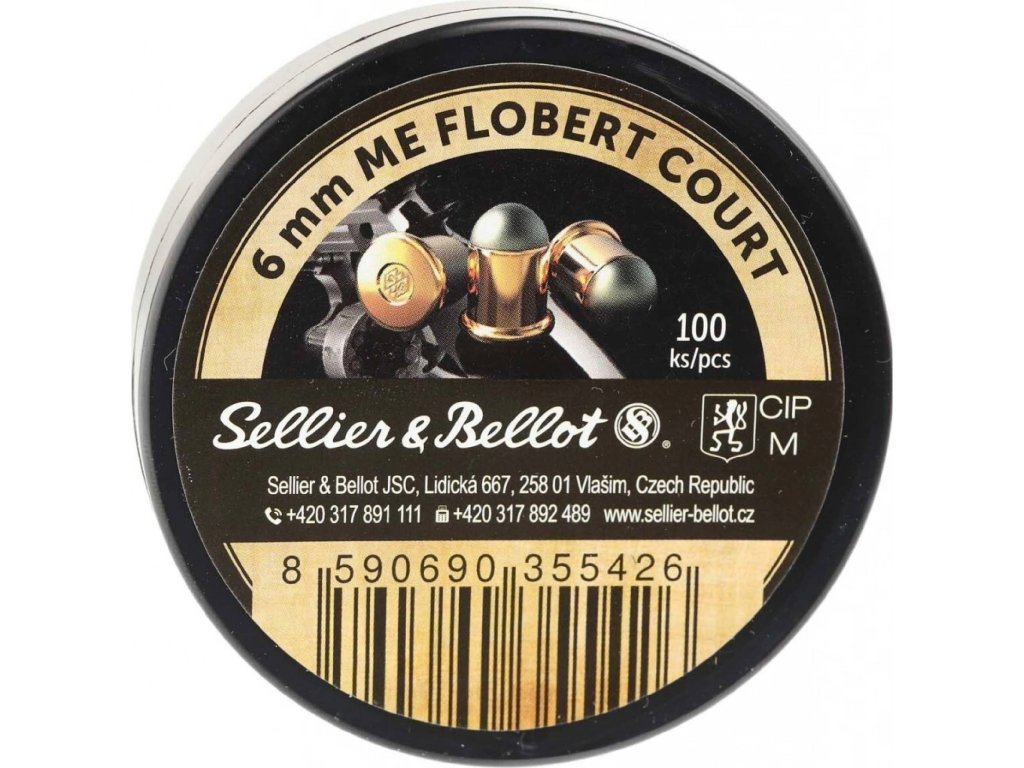 6 mm ME FLOBERT COURT
100
ks/pcs
Sellier & Bellot ®
CIP
M
Sellier & Bellot JSC, Lidická 667, 258 01 Vlašim, Czech Republic
+420 317 891 111 +420 317 892 489 www.sellier-bellot.cz
8 590690 355426